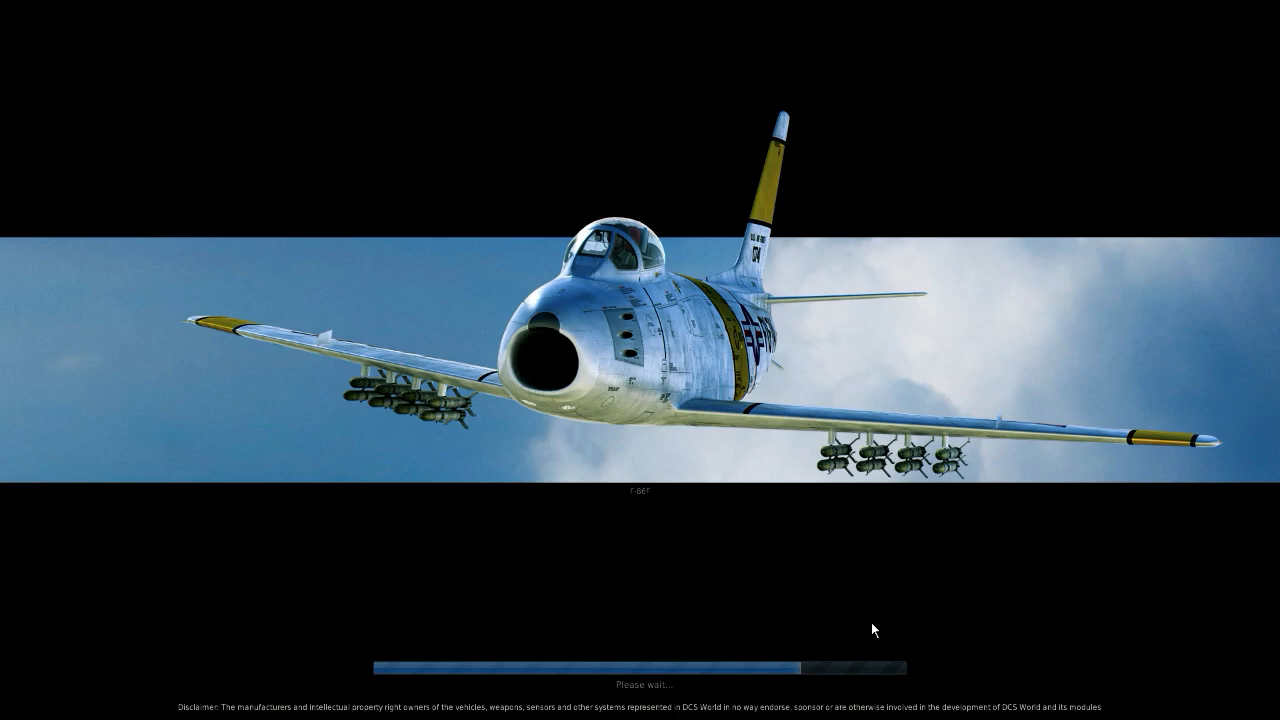 F-86F
Please wait...
Disclaimer: The manufacturers and intellectual property right owners of the vehicles, weapons, sensors and other systems represented in DCS World in no way endorse, sponsor or are otherwise involved in the development of DCS World and its modules